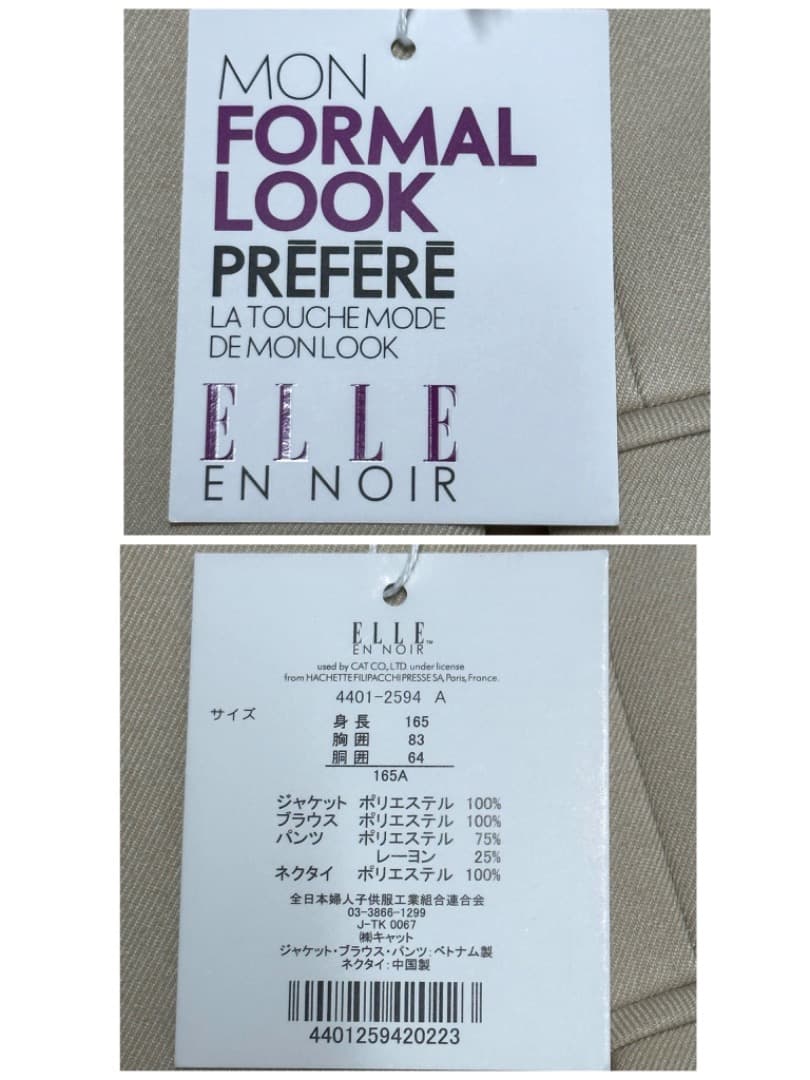 MON
FORMAL
LOOK
PRĒFĒRĒ
LA TOUCHE MODE
DE MON LOOK
ELLE
EN NOIR
ELLE™
EN NOIR
used by CAT CO.,LTD. under license
from HACHETTE FILIPACCHI PRESSE SA, Paris, France.
4401-2594 A
サイズ
身長 165
胸囲 83
胴囲 64
165A
ジャケット ポリエステル 100%
ブラウス ポリエステル 100%
パンツ ポリエステル 75%
レーヨン 25%
ネクタイ ポリエステル 100%
全日本婦人子供服工業組合連合会
03-3866-1299
J-TK 0067
㈱キャット
ジャケット・ブラウス・パンツ:ベトナム製
ネクタイ:中国製
4401259420223